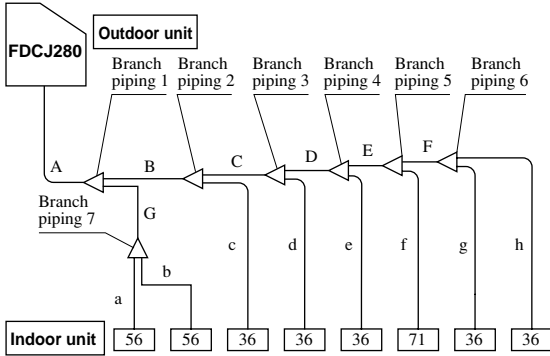 Outdoor unit
FDCJ280
Branch
piping 1
Branch
piping 2
Branch
piping 3
Branch
piping 4
Branch
piping 5
Branch
piping 6
A
B
C
D
E
F
Branch
piping 7
G
a
b
c
d
e
f
g
h
Indoor unit
56
56
36
36
36
71
36
36